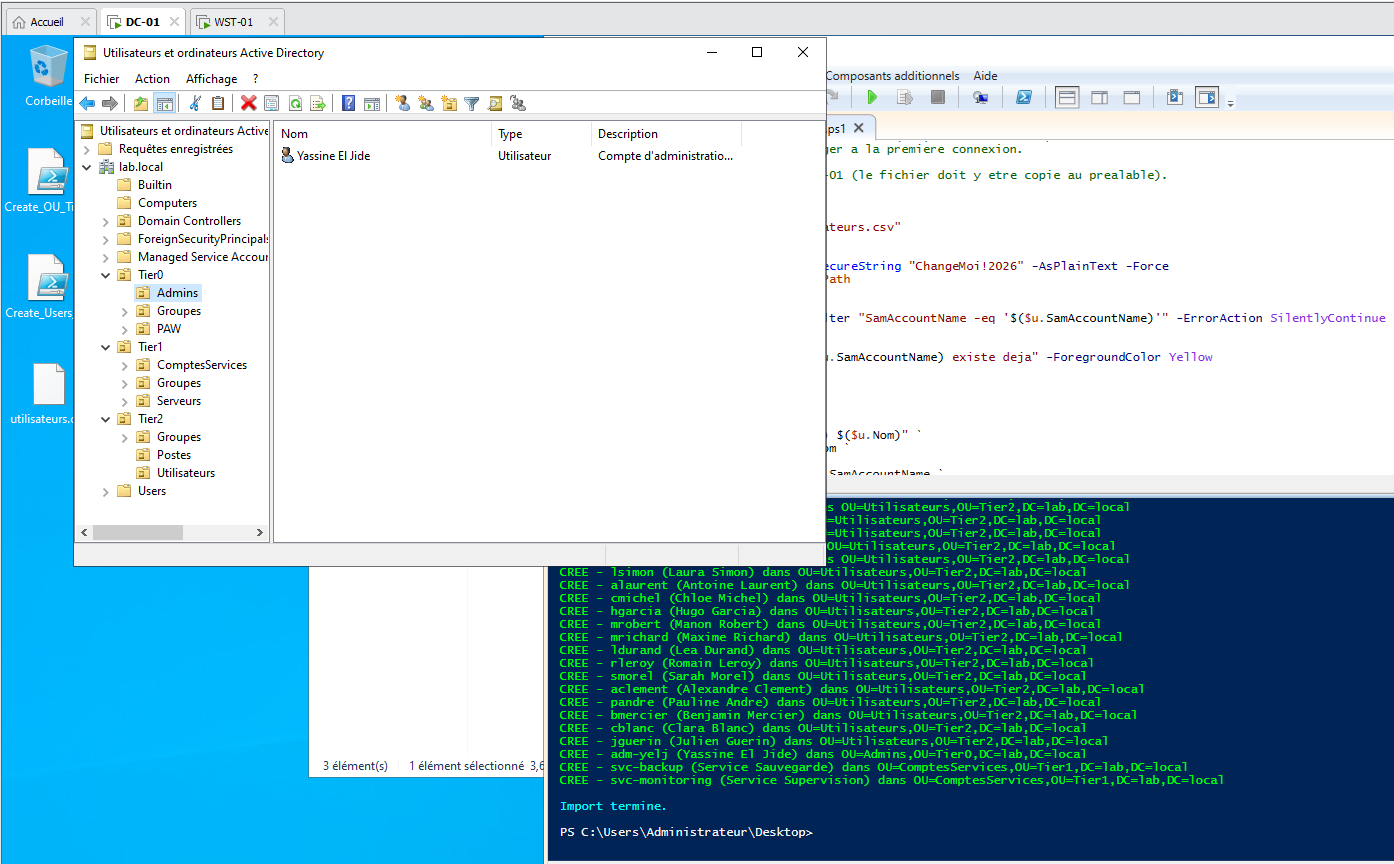 Accueil
DC-01
WST-01
Corbeille
Create_OU_Ti
Create_Users_
utilisateurs.c
Utilisateurs et ordinateurs Active Directory
Fichier Action Affichage ?
Utilisateurs et ordinateurs Active
Requêtes enregistrées
lab.local
Builtin
Computers
Domain Controllers
ForeignSecurityPrincipals
Managed Service Accour
Tier0
Admins
Groupes
PAW
Tier1
ComptesServices
Groupes
Serveurs
Tier2
Groupes
Postes
Utilisateurs
Users
Nom Type Description
Yassine El Jide Utilisateur Compte d'administratio...
3 élément(s) 1 élément sélectionné 3,6
Composants additionnels Aide
ps1
ger a la premiere connexion.
-01 (le fichier doit y etre copie au prealable).
ateurs.csv"
ecureString "ChangeMoi!2026" -AsPlainText -Force
Path
lter "SamAccountName -eq '$($u.SamAccountName)'" -ErrorAction SilentlyContinue
u.SamAccountName) existe deja" -ForegroundColor Yellow
) $($u.Nom)" `
om `
SamAccountName `
s OU=Utilisateurs,OU=Tier2,DC=lab,DC=local
=Utilisateurs,OU=Tier2,DC=lab,DC=local
=Utilisateurs,OU=Tier2,DC=lab,DC=local
OU=Utilisateurs,OU=Tier2,DC=lab,DC=local
s OU=Utilisateurs,OU=Tier2,DC=lab,DC=local
CREE - lsimon (Laura Simon) dans OU=Utilisateurs,OU=Tier2,DC=lab,DC=local
CREE - alaurent (Antoine Laurent) dans OU=Utilisateurs,OU=Tier2,DC=lab,DC=local
CREE - cmichel (Chloe Michel) dans OU=Utilisateurs,OU=Tier2,DC=lab,DC=local
CREE - hgarcia (Hugo Garcia) dans OU=Utilisateurs,OU=Tier2,DC=lab,DC=local
CREE - mrobert (Manon Robert) dans OU=Utilisateurs,OU=Tier2,DC=lab,DC=local
CREE - mrichard (Maxime Richard) dans OU=Utilisateurs,OU=Tier2,DC=lab,DC=local
CREE - ldurand (Lea Durand) dans OU=Utilisateurs,OU=Tier2,DC=lab,DC=local
CREE - rleroy (Romain Leroy) dans OU=Utilisateurs,OU=Tier2,DC=lab,DC=local
CREE - smorel (Sarah Morel) dans OU=Utilisateurs,OU=Tier2,DC=lab,DC=local
CREE - aclement (Alexandre Clement) dans OU=Utilisateurs,OU=Tier2,DC=lab,DC=local
CREE - pandre (Pauline Andre) dans OU=Utilisateurs,OU=Tier2,DC=lab,DC=local
CREE - bmercier (Benjamin Mercier) dans OU=Utilisateurs,OU=Tier2,DC=lab,DC=local
CREE - cblanc (Clara Blanc) dans OU=Utilisateurs,OU=Tier2,DC=lab,DC=local
CREE - jguerin (Julien Guerin) dans OU=Utilisateurs,OU=Tier2,DC=lab,DC=local
CREE - adm-yelj (Yassine El Jide) dans OU=Admins,OU=Tier0,DC=lab,DC=local
CREE - svc-backup (Service Sauvegarde) dans OU=ComptesServices,OU=Tier1,DC=lab,DC=local
CREE - svc-monitoring (Service Supervision) dans OU=ComptesServices,OU=Tier1,DC=lab,DC=local
Import termine.
PS C:\Users\Administrateur\Desktop>